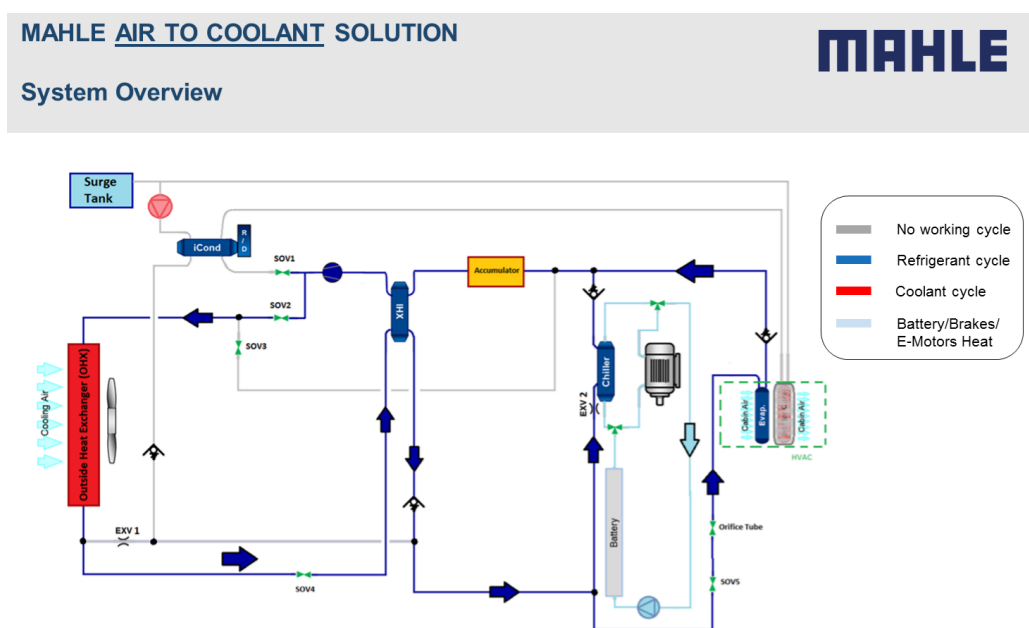 MAHLE AIR TO COOLANT SOLUTION
MAHLE
System Overview
Surge
Tank
iCond
R/D
SOV1
SOV2
SOV3
IHX
Accumulator
No working cycle
Refrigerant cycle
Coolant cycle
Battery/Brakes/
E-Motors Heat
Cooling Air
Outside Heat Exchanger (OHX)
Chiller
EXV 2
Cabin Air
Evap.
Cabin Air
HVAC
EXV 1
Battery
Orifice Tube
SOV4
SOV5